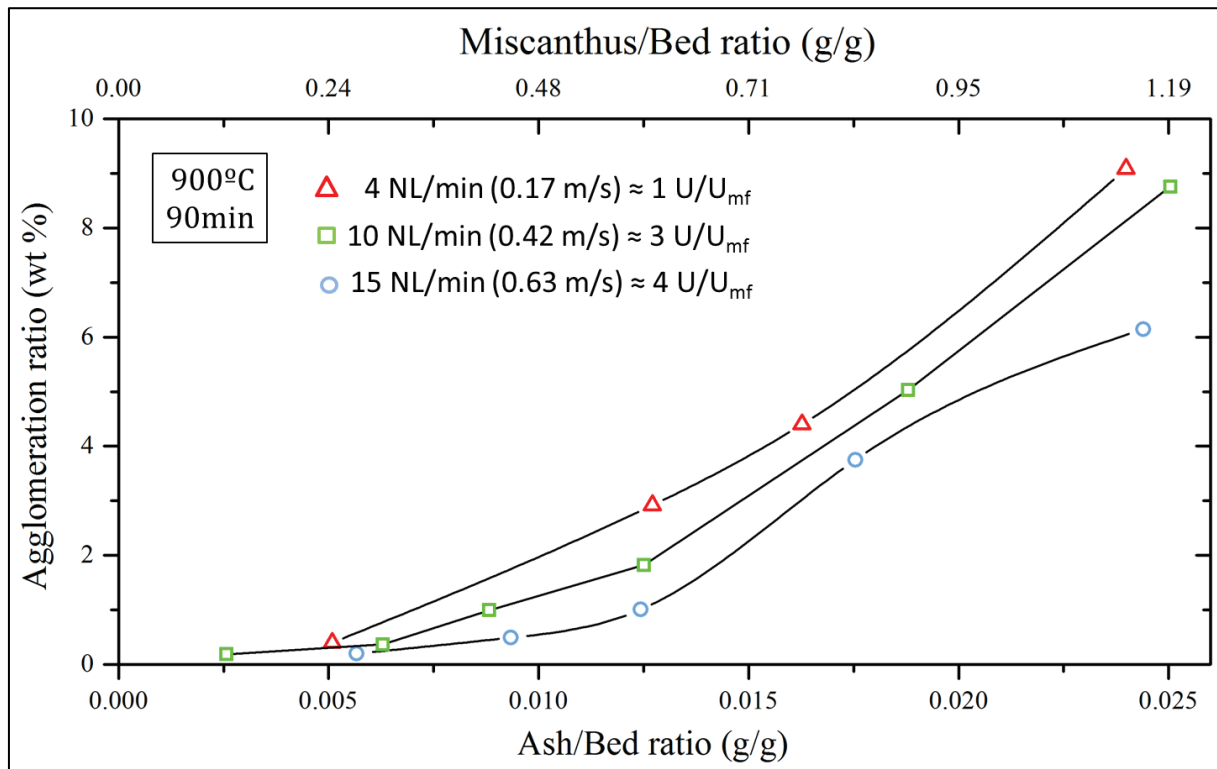 Miscanthus/Bed ratio (g/g)
0.00 0.24 0.48 0.71 0.95 1.19
10
8
6
4
2
0
Agglomeration ratio (wt %)
900ºC
90min
4 NL/min (0.17 m/s) ≈ 1 U/Umf
10 NL/min (0.42 m/s) ≈ 3 U/Umf
15 NL/min (0.63 m/s) ≈ 4 U/Umf
0.000 0.005 0.010 0.015 0.020 0.025
Ash/Bed ratio (g/g)